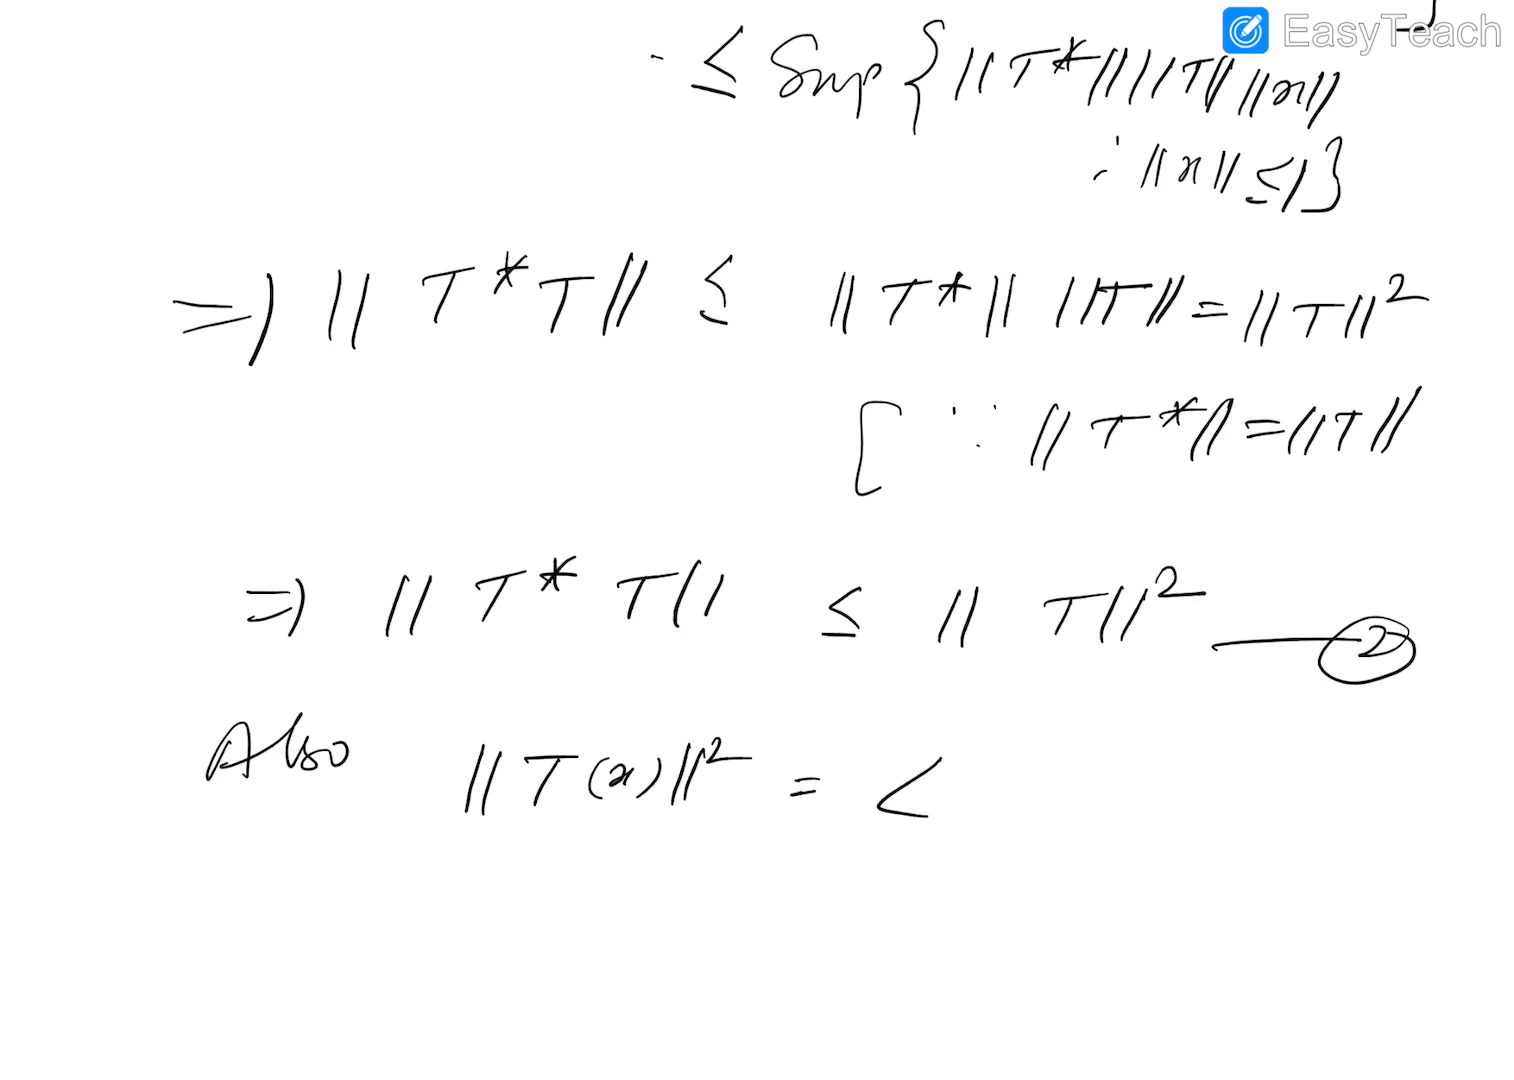 EasyTeach
≤ Sup { ||T*|| ||T|| ||x||
: ||x|| ≤ 1 }
=> || T* T || ≤ || T* || ||T|| = ||T||²
[ ∵ || T* || = ||T||
=> || T* T || ≤ || T ||² — ②
Also || T(x) ||² = <